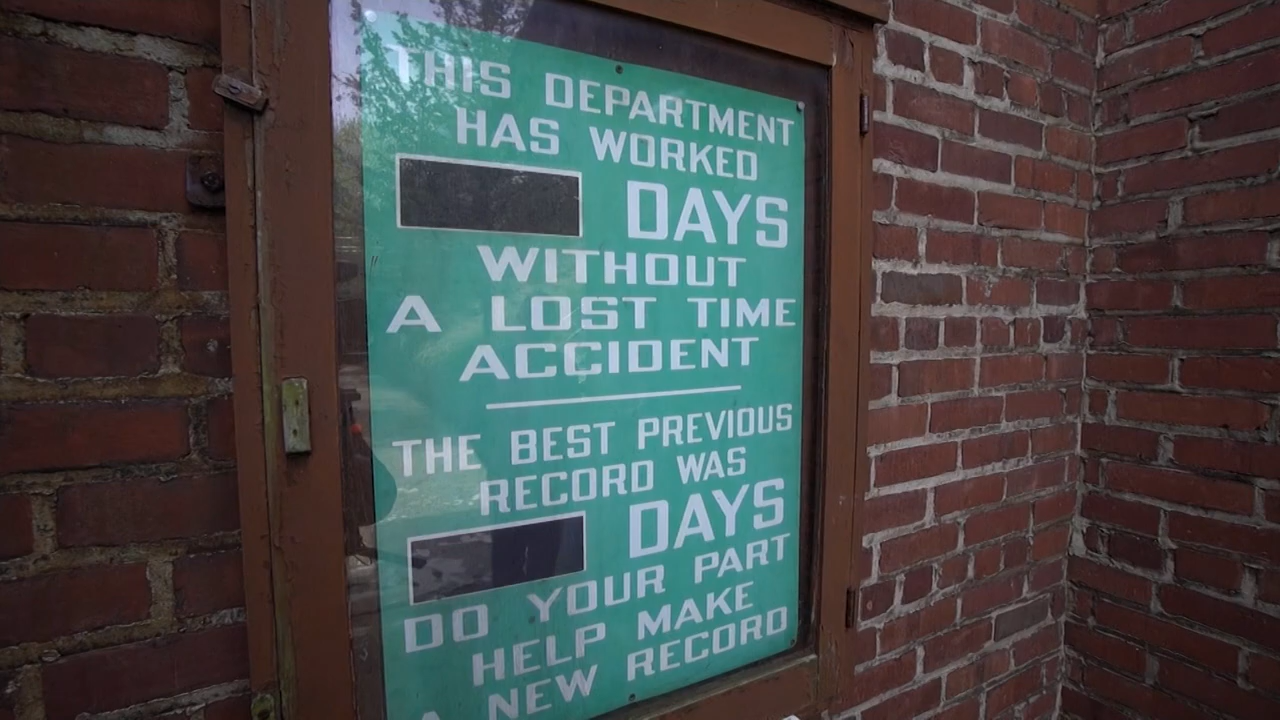 THIS DEPARTMENT
HAS WORKED
DAYS
WITHOUT
A LOST TIME
ACCIDENT
THE BEST PREVIOUS
RECORD WAS
DAYS
DO YOUR PART
HELP MAKE
A NEW RECORD